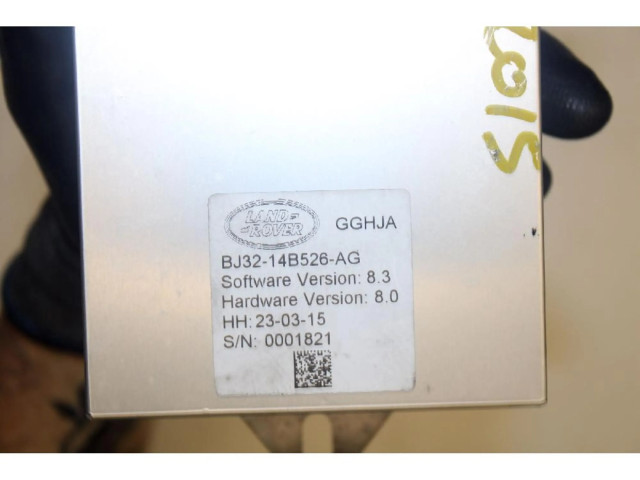 LAND
ROVER
GGHJA
BJ32-14B526-AG
Software Version: 8.3
Hardware Version: 8.0
HH: 23-03-15
S/N: 0001821